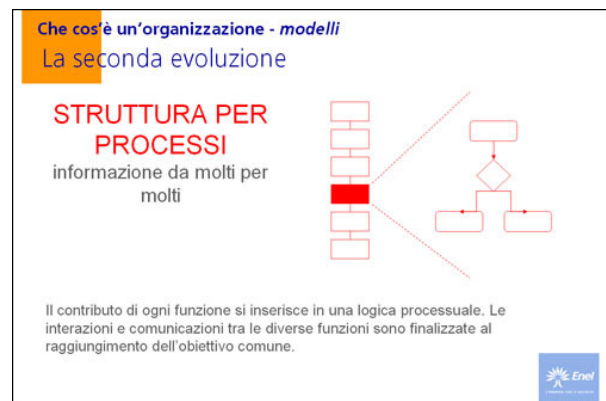 Che cos'è un'organizzazione - modelli
La seconda evoluzione
STRUTTURA PER
PROCESSI
informazione da molti per
molti
Il contributo di ogni funzione si inserisce in una logica processuale. Le
interazioni e comunicazioni tra le diverse funzioni sono finalizzate al
raggiungimento dell'obiettivo comune.
Enel